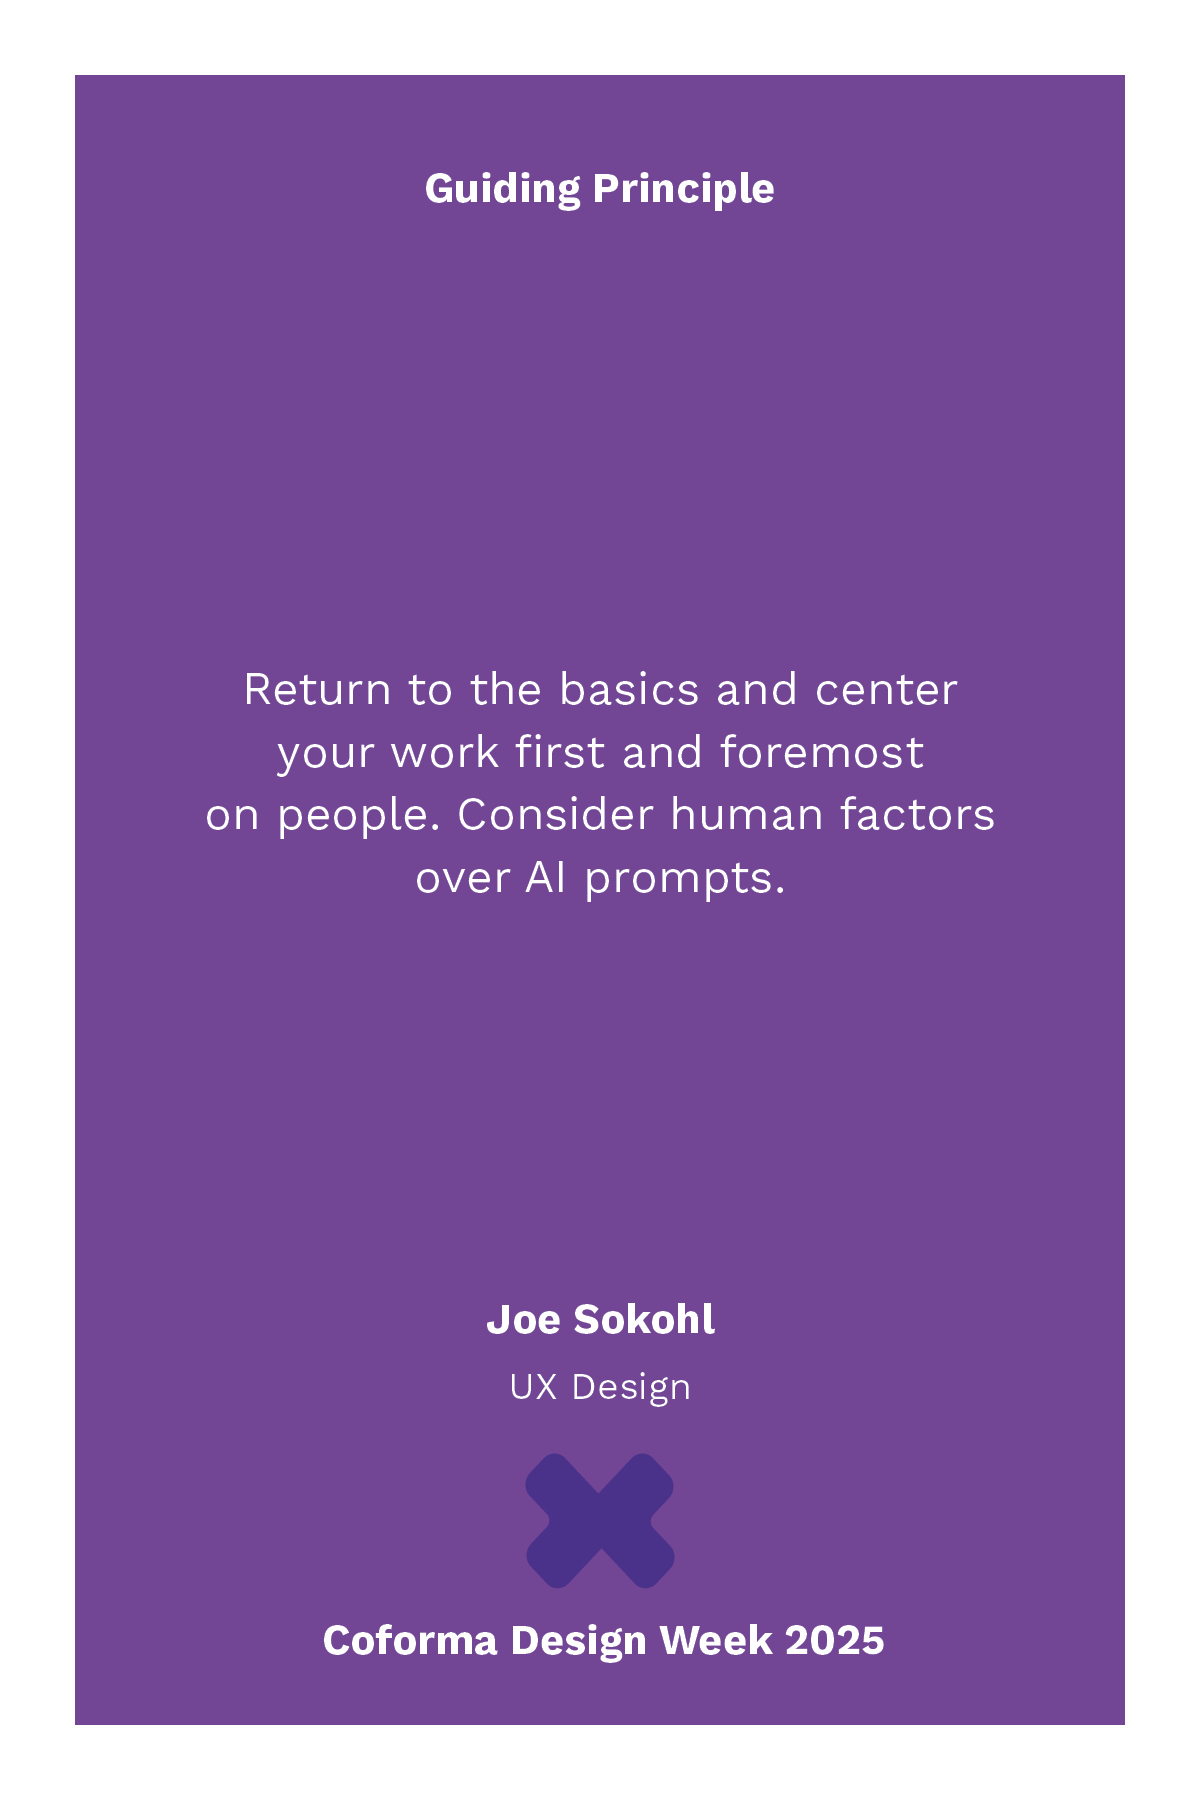 Guiding Principle
Return to the basics and center
your work first and foremost
on people. Consider human factors
over AI prompts.
Joe Sokohl
UX Design
Coforma Design Week 2025